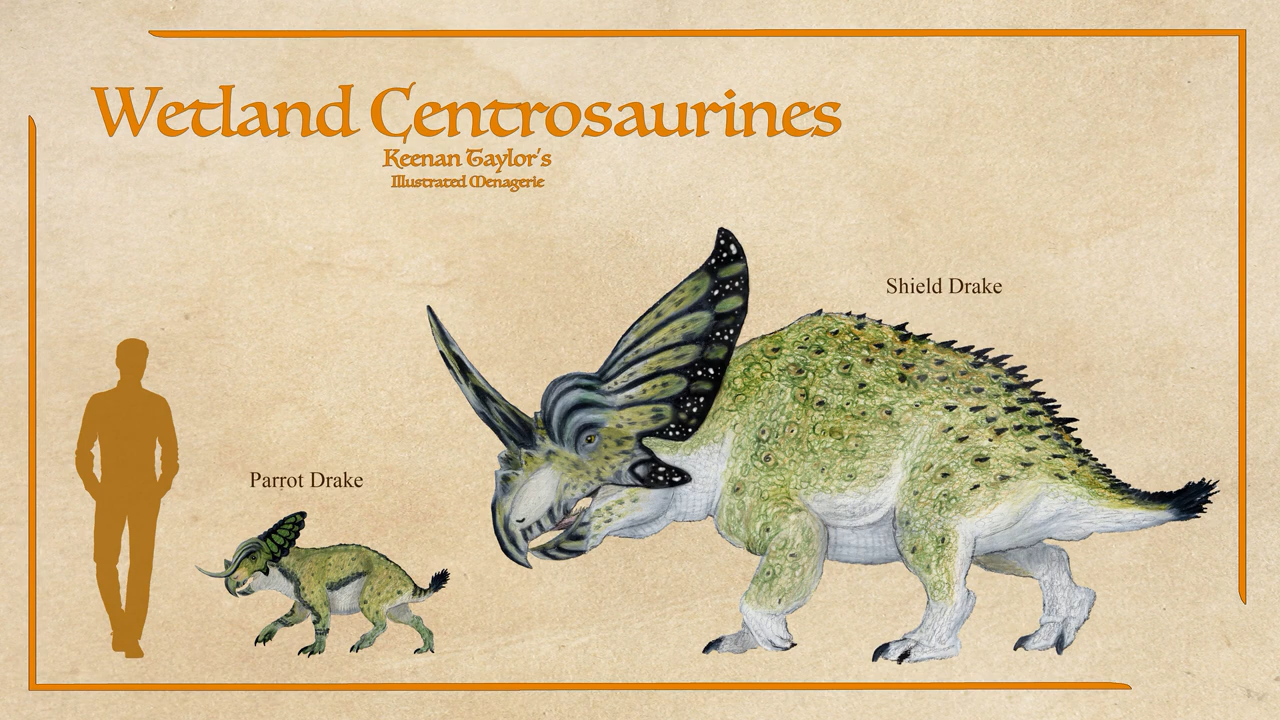 Wetland Centrosaurines
Keenan Taylor's
Illustrated Menagerie
Shield Drake
Parrot Drake